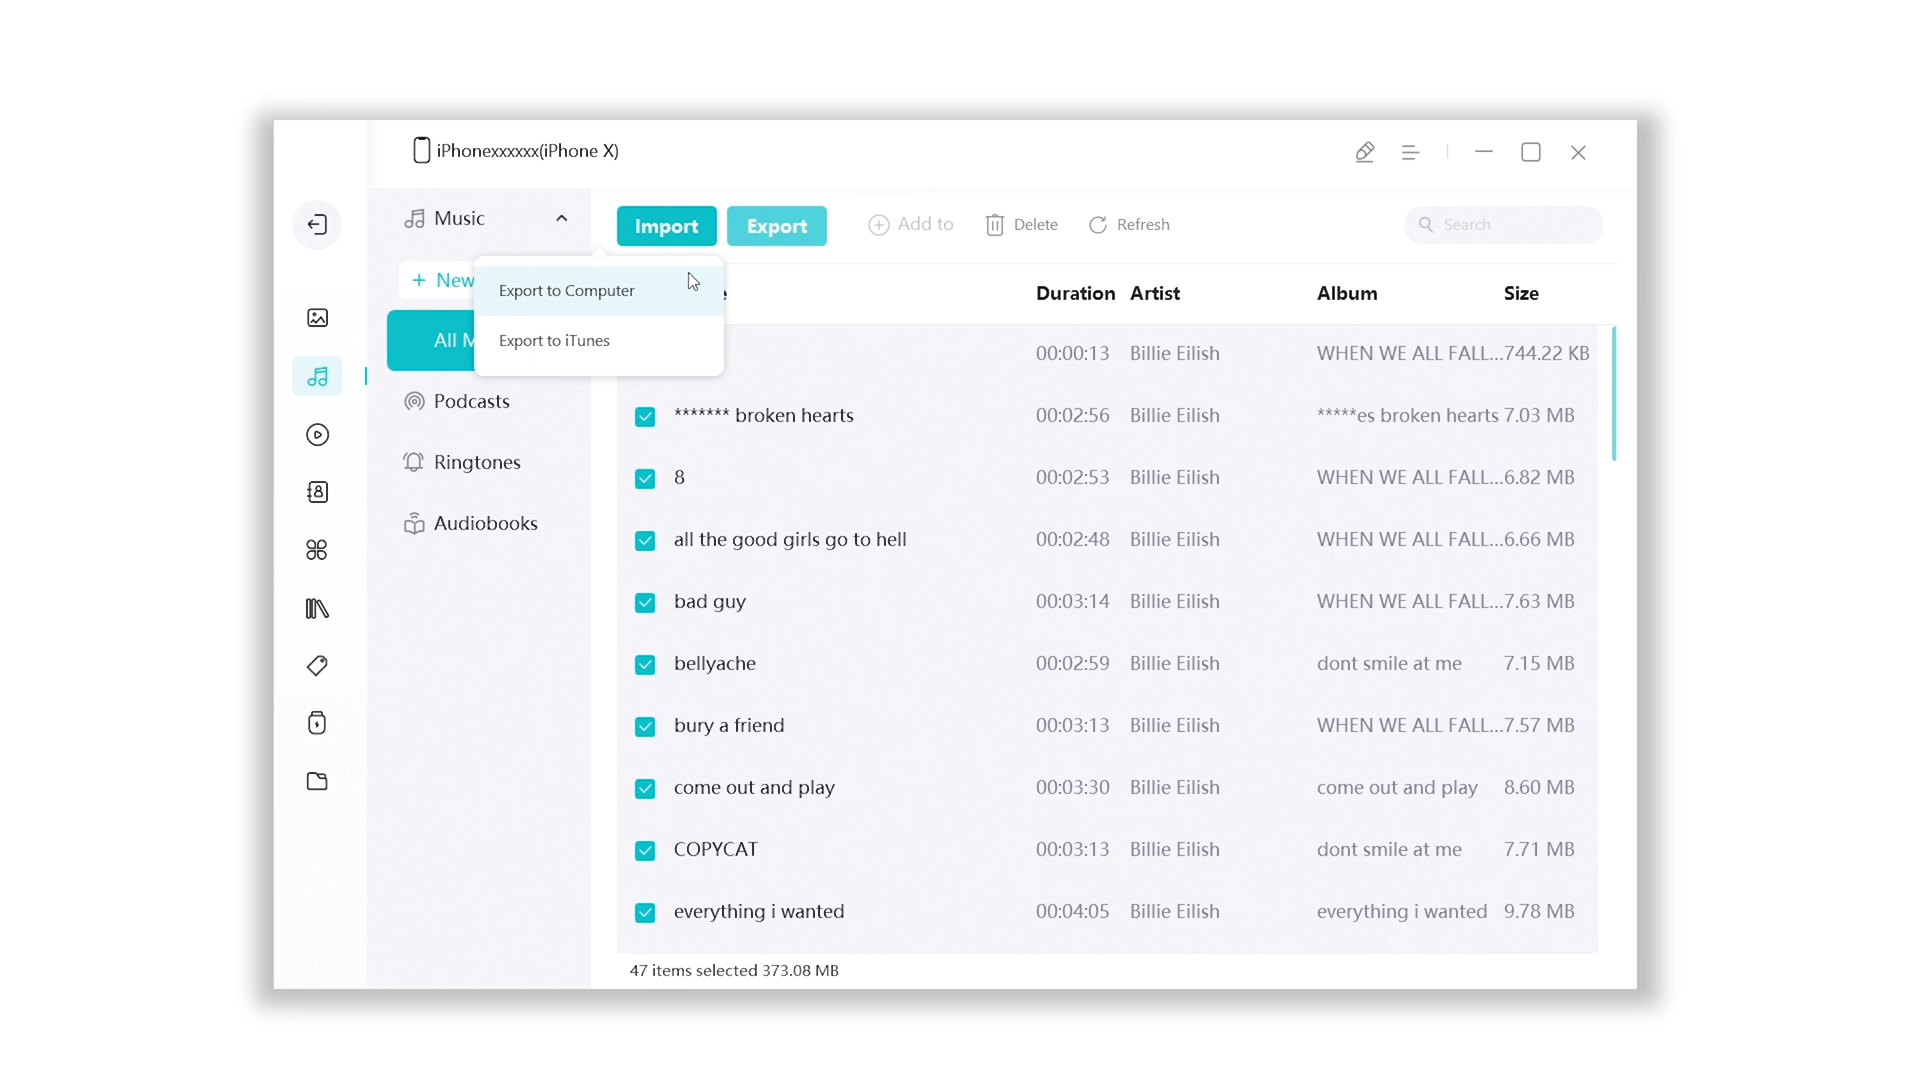 iPhonexxxxxx(iPhone X)
Music
Import
Export
Add to
Delete
Refresh
Search
New
Export to Computer
Export to iTunes
All M
Podcasts
Ringtones
Audiobooks
Duration Artist Album Size
00:00:13 Billie Eilish WHEN WE ALL FALL...744.22 KB
******* broken hearts 00:02:56 Billie Eilish *****es broken hearts 7.03 MB
8 00:02:53 Billie Eilish WHEN WE ALL FALL...6.82 MB
all the good girls go to hell 00:02:48 Billie Eilish WHEN WE ALL FALL...6.66 MB
bad guy 00:03:14 Billie Eilish WHEN WE ALL FALL...7.63 MB
bellyache 00:02:59 Billie Eilish dont smile at me 7.15 MB
bury a friend 00:03:13 Billie Eilish WHEN WE ALL FALL...7.57 MB
come out and play 00:03:30 Billie Eilish come out and play 8.60 MB
COPYCAT 00:03:13 Billie Eilish dont smile at me 7.71 MB
everything i wanted 00:04:05 Billie Eilish everything i wanted 9.78 MB
47 items selected 373.08 MB